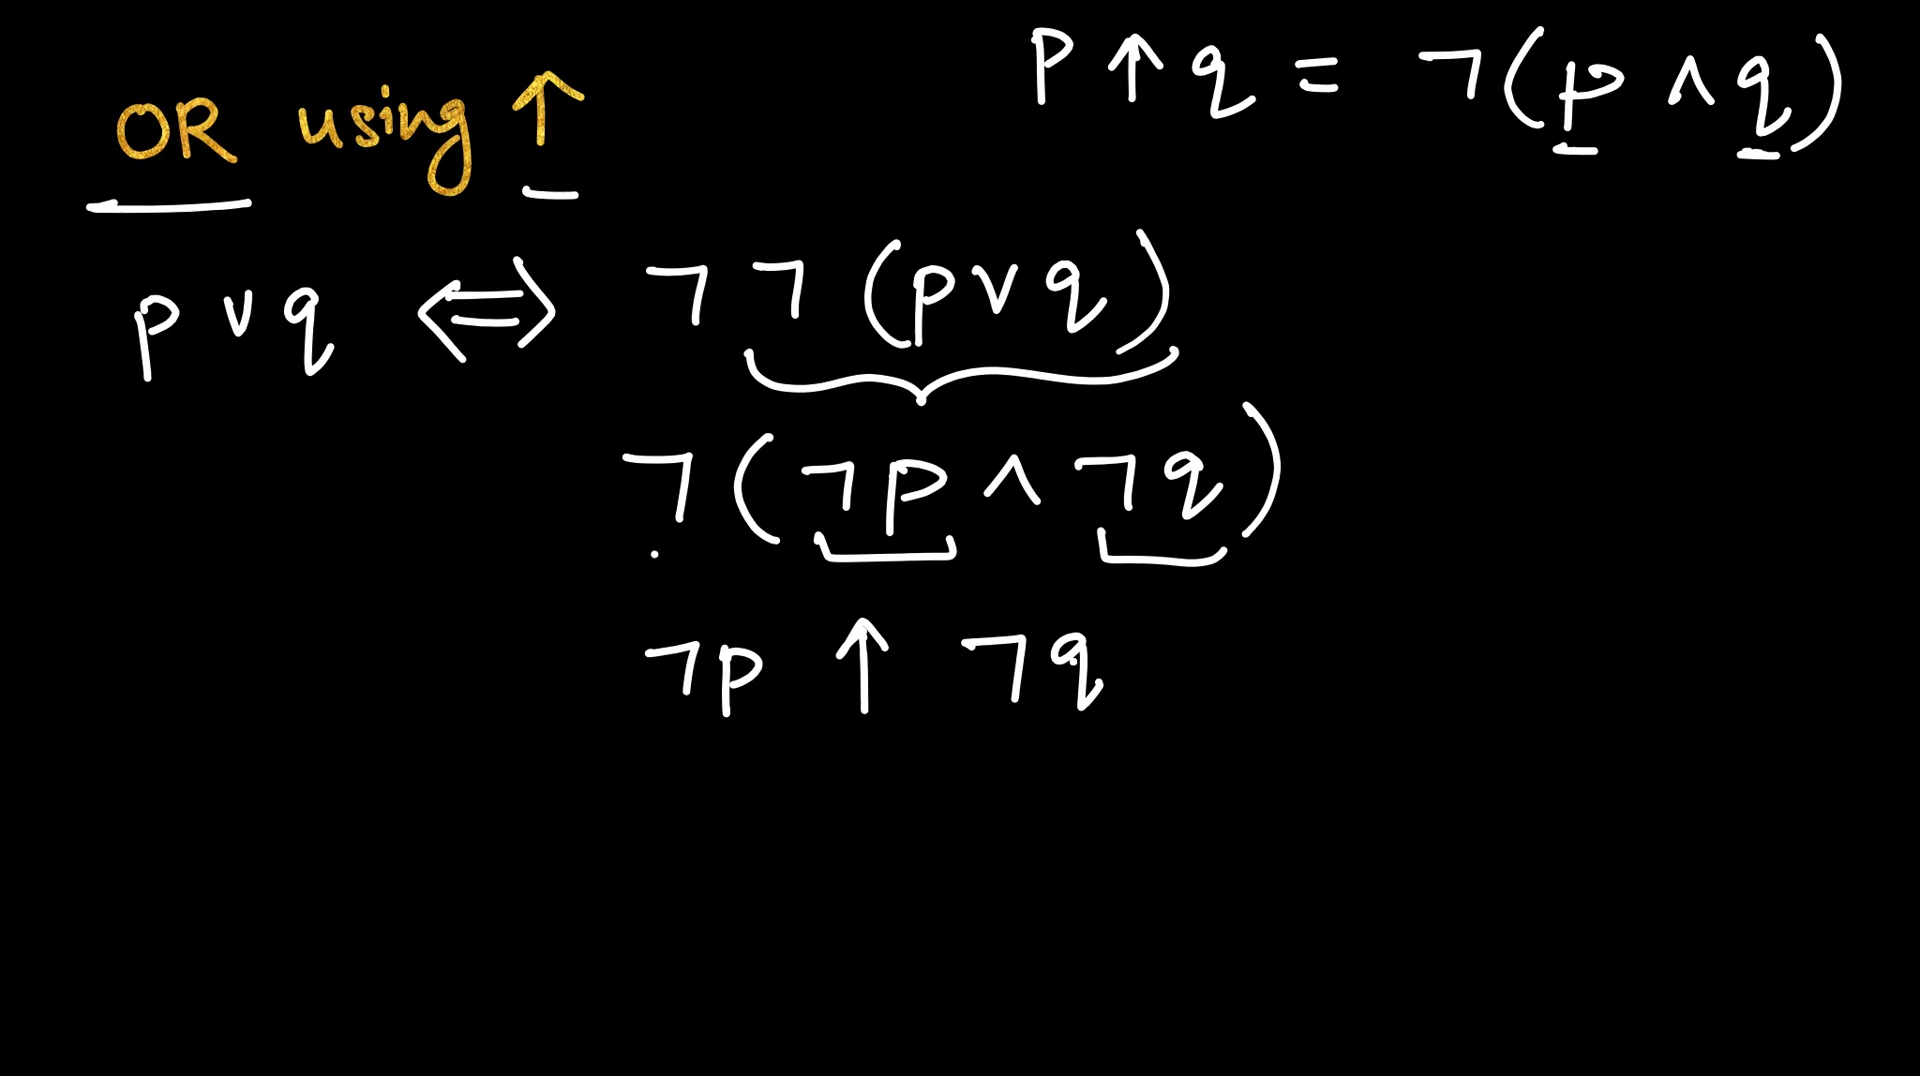 P ↑ q = ¬(p ∧ q)
OR using ↑
p ∨ q ⟺ ¬¬(p ∨ q)
¬(¬p ∧ ¬q)
¬p ↑ ¬q